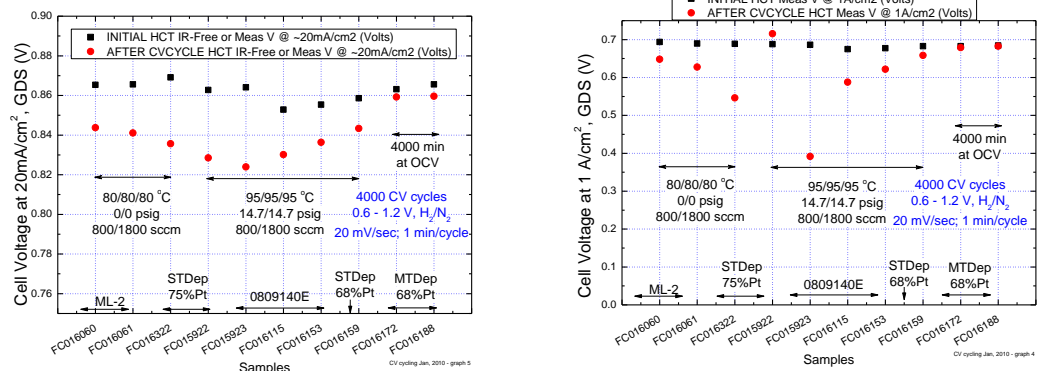 INITIAL HCT IR-Free or Meas V @ ~20mA/cm2 (Volts)
AFTER CVCYCLE HCT IR-Free or Meas V @ ~20mA/cm2 (Volts)
Cell Voltage at 20mA/cm², GDS (V)
0.90
0.88
0.86
0.84
0.82
0.80
0.78
0.76
4000 min
at OCV
80/80/80 °C
0/0 psig
800/1800 sccm
95/95/95 °C
14.7/14.7 psig
800/1800 sccm
4000 CV cycles
0.6 - 1.2 V, H₂/N₂
20 mV/sec; 1 min/cycle
ML-2
STDep
75%Pt
0809140E
STDep
68%Pt
MTDep
68%Pt
FC016060
FC016061
FC016322
FC015922
FC015923
FC016115
FC016153
FC016159
FC016172
FC016188
Samples
CV cycling Jan, 2010 - graph 5
INITIAL HCT Meas V @ 1A/cm2 (Volts)
AFTER CVCYCLE HCT Meas V @ 1A/cm2 (Volts)
Cell Voltage at 1 A/cm², GDS (V)
0.7
0.6
0.5
0.4
0.3
0.2
0.1
0.0
4000 min
at OCV
80/80/80 °C
0/0 psig
800/1800 sccm
95/95/95 °C
14.7/14.7 psig
800/1800 sccm
4000 CV cycles
0.6 - 1.2 V, H₂/N₂
20 mV/sec; 1 min/cycle
ML-2
STDep
75%Pt
0809140E
STDep
68%Pt
MTDep
68%Pt
FC016060
FC016061
FC016322
FC015922
FC015923
FC016115
FC016153
FC016159
FC016172
FC016188
Samples
CV cycling Jan, 2010 - graph 4